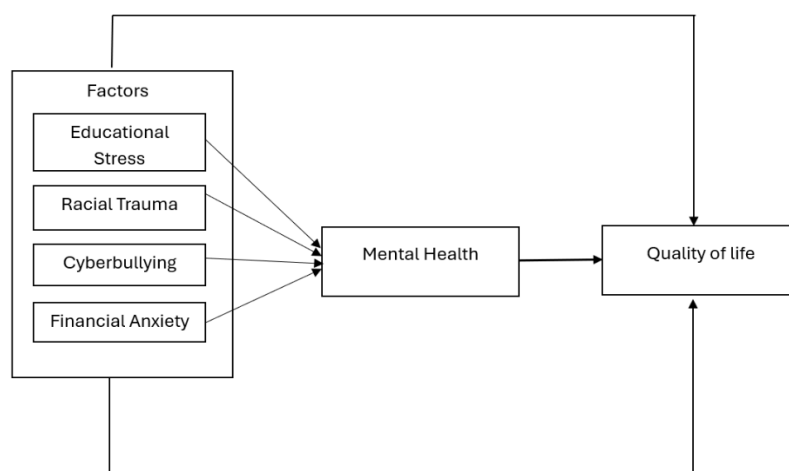 Factors
Educational
Stress
Racial Trauma
Cyberbullying
Financial Anxiety
Mental Health
Quality of life